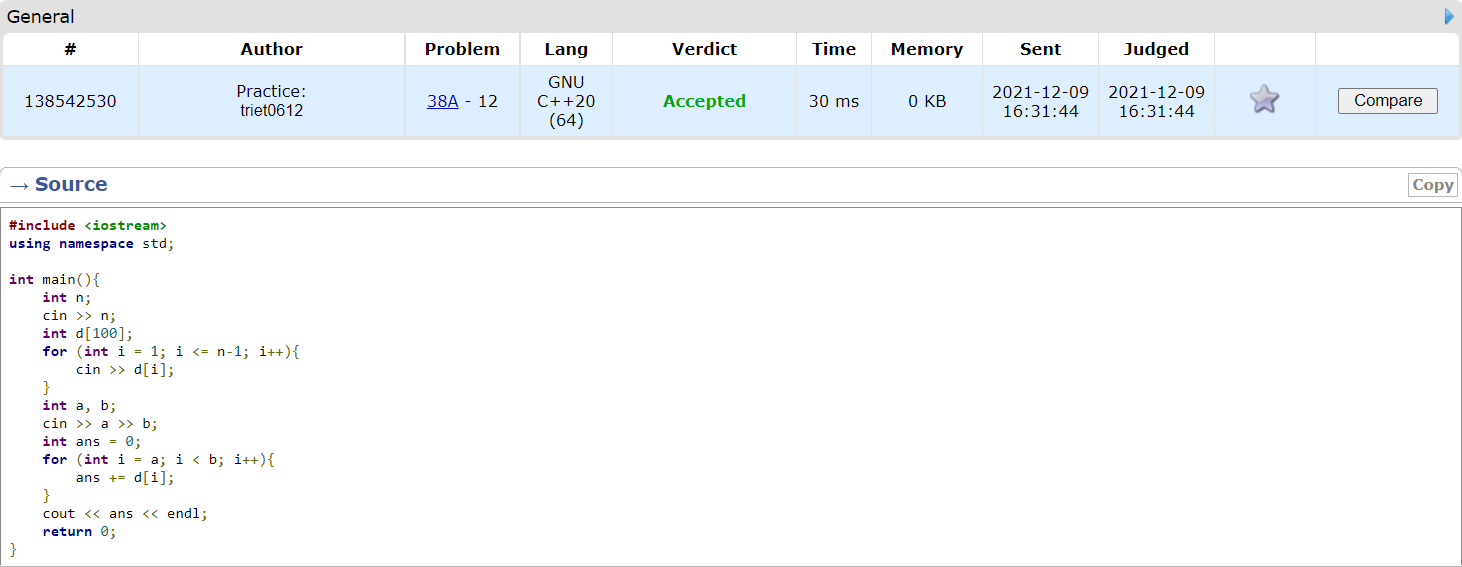 General
# Author Problem Lang Verdict Time Memory Sent Judged
138542530 Practice: triet0612 38A - 12 GNU C++20 (64) Accepted 30 ms 0 KB 2021-12-09 16:31:44 2021-12-09 16:31:44 Compare
→ Source Copy
#include <iostream>
using namespace std;

int main(){
    int n;
    cin >> n;
    int d[100];
    for (int i = 1; i <= n-1; i++){
        cin >> d[i];
    }
    int a, b;
    cin >> a >> b;
    int ans = 0;
    for (int i = a; i < b; i++){
        ans += d[i];
    }
    cout << ans << endl;
    return 0;
}